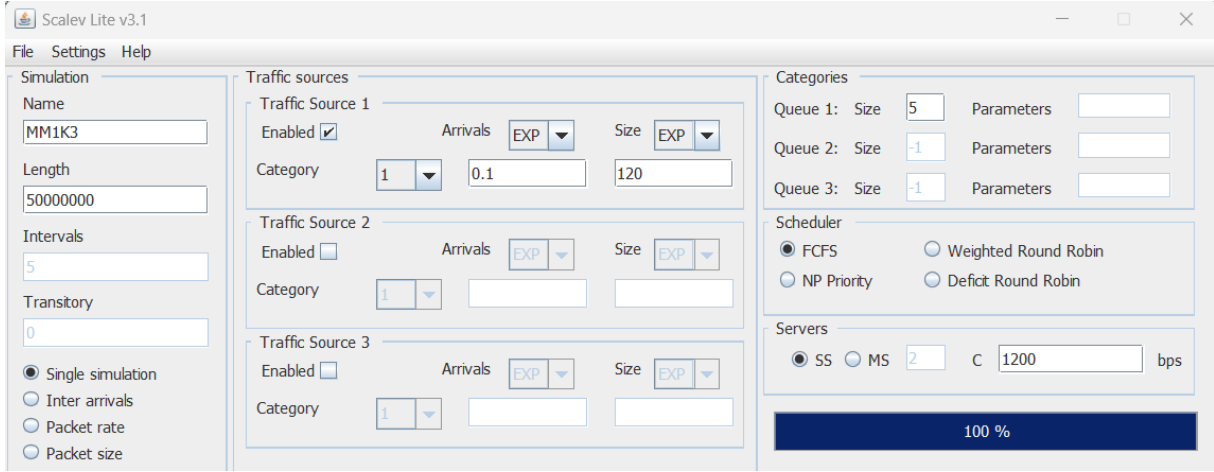 Scalev Lite v3.1
File Settings Help
Simulation
Name
MM1K3
Length
50000000
Intervals
5
Transitory
0
Single simulation
Inter arrivals
Packet rate
Packet size
Traffic sources
Traffic Source 1
Enabled Arrivals EXP Size EXP
Category 1 0.1 120
Traffic Source 2
Enabled Arrivals EXP Size EXP
Category 1
Traffic Source 3
Enabled Arrivals EXP Size EXP
Category 1
Categories
Queue 1: Size 5 Parameters
Queue 2: Size -1 Parameters
Queue 3: Size -1 Parameters
Scheduler
FCFS Weighted Round Robin
NP Priority Deficit Round Robin
Servers
SS MS 2 C 1200 bps
100 %